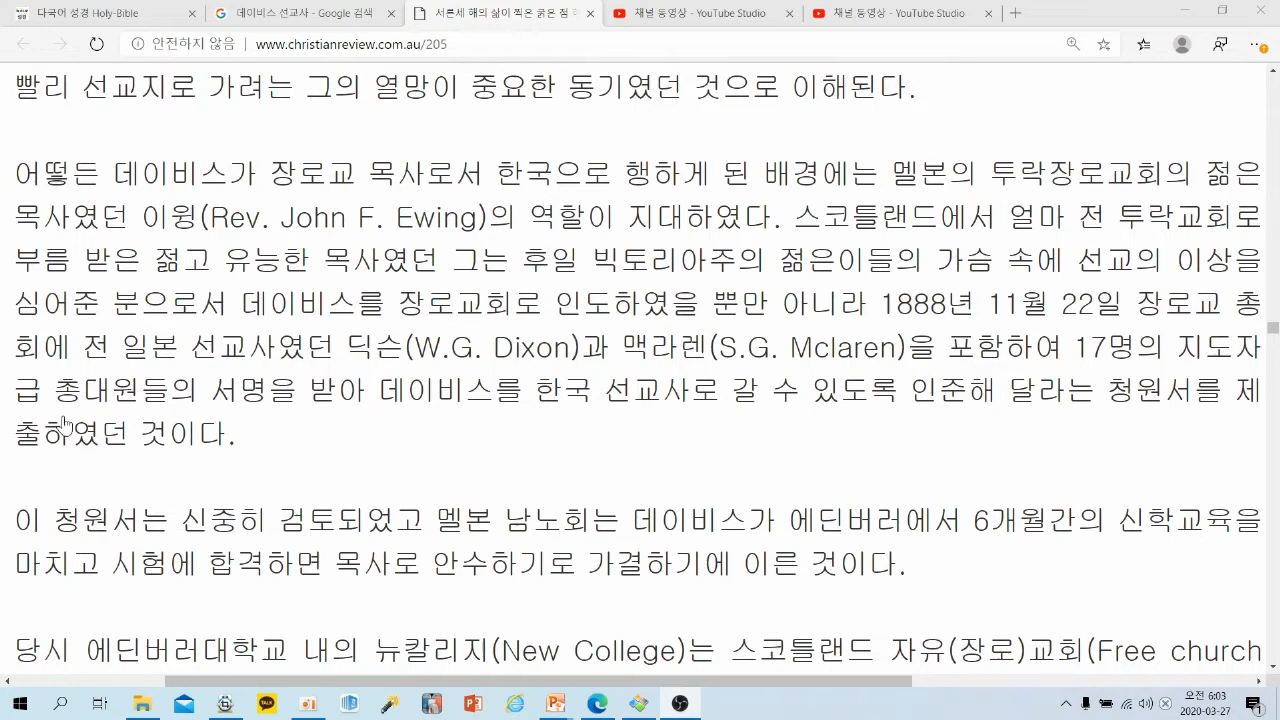 다국어 성경 Holy-Bible
데이비스 선교사 - Google 검색
서른세 해의 삶이 찍은 굵은 점
채널 동영상 - YouTube Studio
채널 동영상 - YouTube Studio
안전하지 않음 www.christianreview.com.au/205
빨리 선교지로 가려는 그의 열망이 중요한 동기였던 것으로 이해된다.
어떻든 데이비스가 장로교 목사로서 한국으로 행하게 된 배경에는 멜본의 투락장로교회의 젊은
목사였던 이윙(Rev. John F. Ewing)의 역할이 지대하였다. 스코틀랜드에서 얼마 전 투락교회로
부름 받은 젊고 유능한 목사였던 그는 후일 빅토리아주의 젊은이들의 가슴 속에 선교의 이상을
심어준 분으로서 데이비스를 장로교회로 인도하였을 뿐만 아니라 1888년 11월 22일 장로교 총
회에 전 일본 선교사였던 딕슨(W.G. Dixon)과 맥라렌(S.G. Mclaren)을 포함하여 17명의 지도자
급 총대원들의 서명을 받아 데이비스를 한국 선교사로 갈 수 있도록 인준해 달라는 청원서를 제
출하였던 것이다.
이 청원서는 신중히 검토되었고 멜본 남노회는 데이비스가 에딘버러에서 6개월간의 신학교육을
마치고 시험에 합격하면 목사로 안수하기로 가결하기에 이른 것이다.
당시 에딘버러대학교 내의 뉴칼리지(New College)는 스코틀랜드 자유(장로)교회(Free church
오전 6:03
2020-03-27